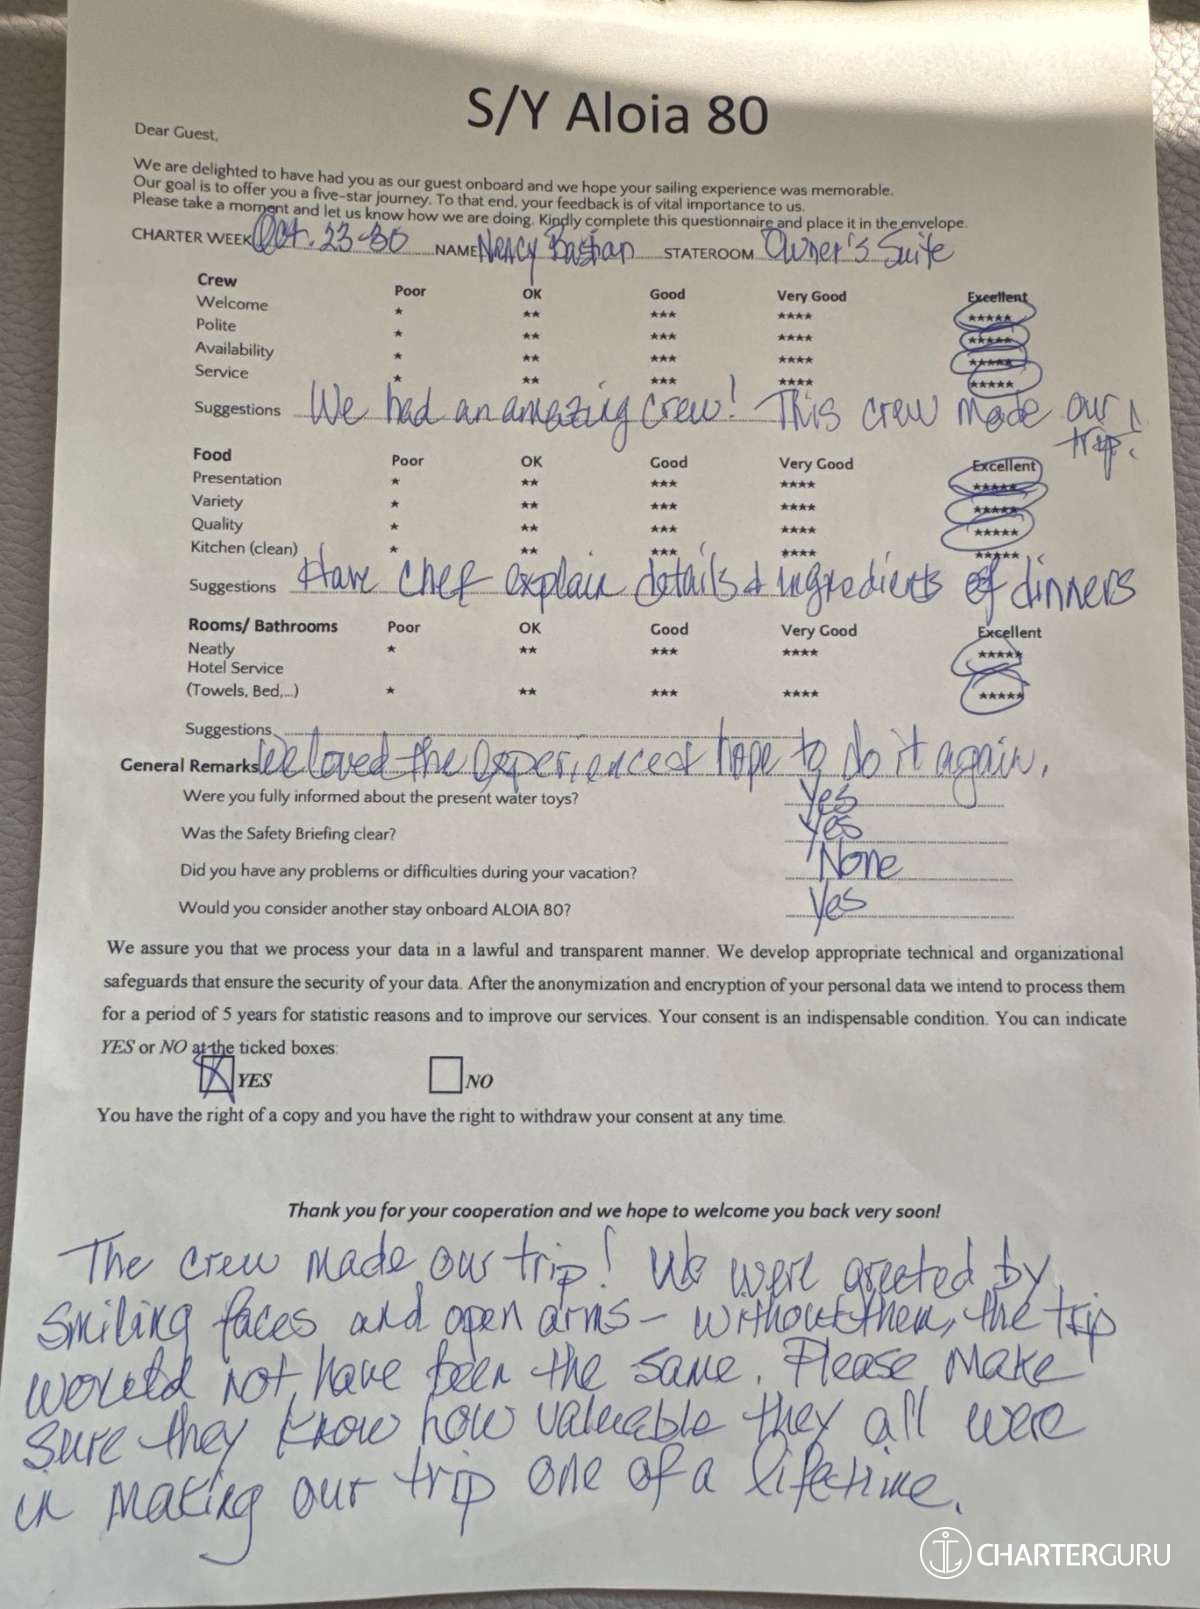 S/Y Aloia 80
Dear Guest,
We are delighted to have had you as our guest onboard and we hope your sailing experience was memorable.
Our goal is to offer you a five-star journey. To that end, your feedback is of vital importance to us.
Please take a moment and let us know how we are doing. Kindly complete this questionnaire and place it in the envelope.
CHARTER WEEK Oct. 23-30 NAME Nancy Bastian STATEROOM Owner's Suite
Crew Poor OK Good Very Good Excellent
Welcome * ** *** **** *****
Polite * ** *** **** *****
Availability * ** *** **** *****
Service * ** *** **** *****
Suggestions We had an amazing crew! This crew made our trip!
Food Poor OK Good Very Good Excellent
Presentation * ** *** **** *****
Variety * ** *** **** *****
Quality * ** *** **** *****
Kitchen (clean) * ** *** **** *****
Suggestions Have chef explain details & ingredients of dinners
Rooms/ Bathrooms Poor OK Good Very Good Excellent
Neatly * ** *** **** *****
Hotel Service
(Towels, Bed,...) * ** *** **** *****
Suggestions
General Remarks We loved the experience & hope to do it again.
Were you fully informed about the present water toys? Yes
Was the Safety Briefing clear? Yes
Did you have any problems or difficulties during your vacation? None
Would you consider another stay onboard ALOIA 80? Yes
We assure you that we process your data in a lawful and transparent manner. We develop appropriate technical and organizational
safeguards that ensure the security of your data. After the anonymization and encryption of your personal data we intend to process them
for a period of 5 years for statistic reasons and to improve our services. Your consent is an indispensable condition. You can indicate
YES or NO at the ticked boxes:
YES NO
You have the right of a copy and you have the right to withdraw your consent at any time.
Thank you for your cooperation and we hope to welcome you back very soon!
The crew made our trip! We were greeted by
smiling faces and open arms - without them, the trip
would not have been the same. Please make
sure they know how valuable they all were
in making our trip one of a lifetime.
CHARTERGURU